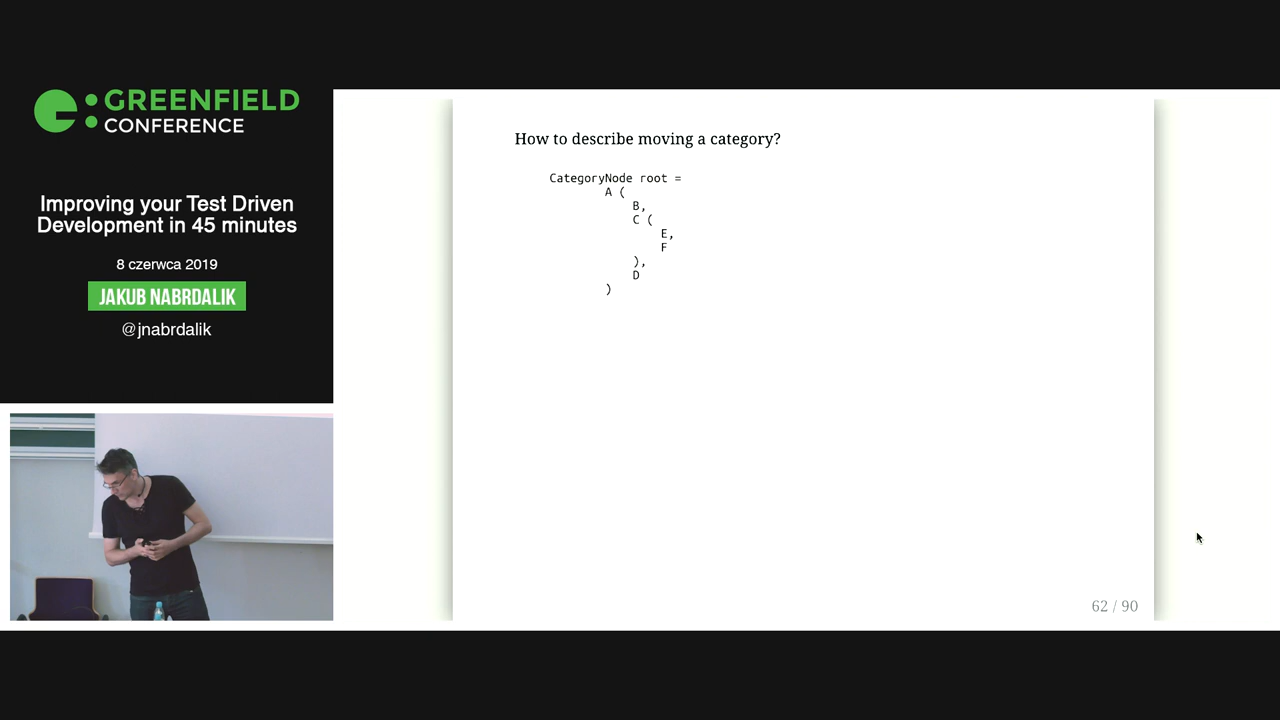 GREENFIELD
CONFERENCE
Improving your Test Driven
Development in 45 minutes
8 czerwca 2019
JAKUB NABRDALIK
@jnabrdalik
How to describe moving a category?
CategoryNode root =
A (
B,
C (
E,
F
),
D
)
62 / 90